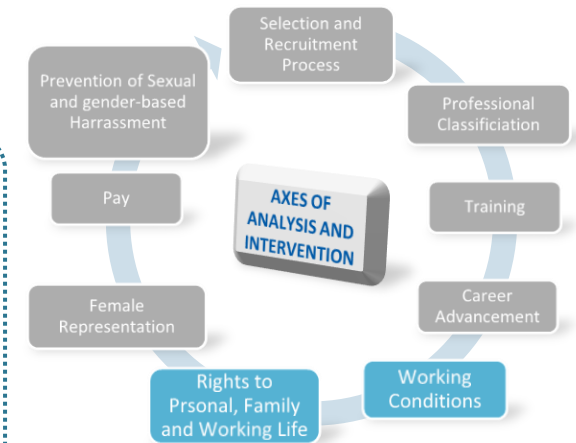 Selection and
Recruitment
Process
Professional
Classificiation
Training
Career
Advancement
Working
Conditions
Rights to
Prsonal, Family
and Working Life
Female
Representation
Pay
Prevention of Sexual
and gender-based
Harrassment
AXES OF
ANALYSIS AND
INTERVENTION